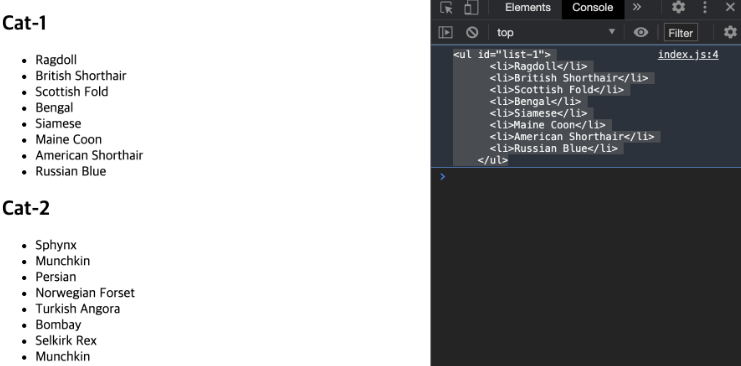 Cat-1
Ragdoll
British Shorthair
Scottish Fold
Bengal
Siamese
Maine Coon
American Shorthair
Russian Blue
Cat-2
Sphynx
Munchkin
Persian
Norwegian Forset
Turkish Angora
Bombay
Selkirk Rex
Munchkin
Elements Console »
top Filter
<ul id="list-1"> index.js:4
<li>Ragdoll</li>
<li>British Shorthair</li>
<li>Scottish Fold</li>
<li>Bengal</li>
<li>Siamese</li>
<li>Maine Coon</li>
<li>American Shorthair</li>
<li>Russian Blue</li>
</ul>